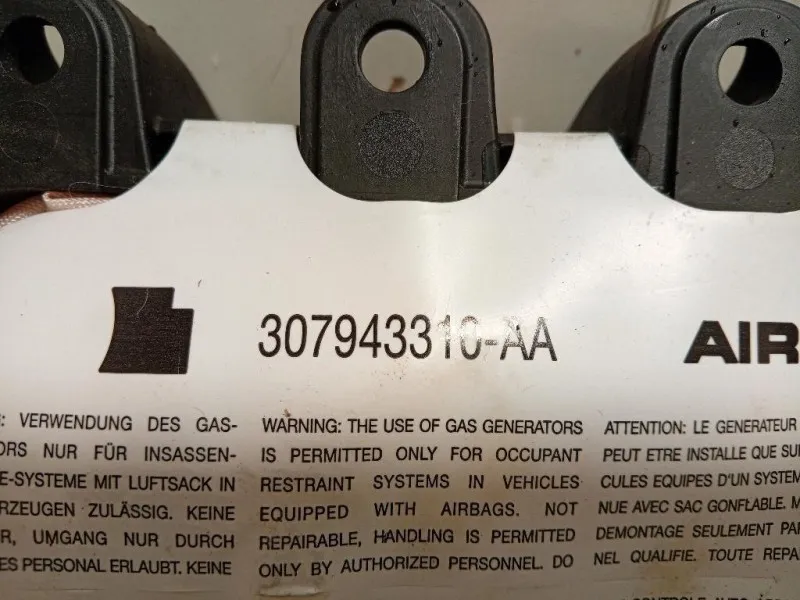 307943310-AA
AIR
: VERWENDUNG DES GAS-
ORS NUR FÜR INSASSEN-
E-SYSTEME MIT LUFTSACK IN
RZEUGEN ZULÄSSIG. KEINE
R, UMGANG NUR DURCH
ES PERSONAL ERLAUBT. KEINE
WARNING: THE USE OF GAS GENERATORS
IS PERMITTED ONLY FOR OCCUPANT
RESTRAINT SYSTEMS IN VEHICLES
EQUIPPED WITH AIRBAGS. NOT
REPAIRABLE, HANDLING IS PERMITTED
ONLY BY AUTHORIZED PERSONNEL. DO
ATTENTION: LE GENERATEUR
PEUT ETRE INSTALLE QUE SUR
CULES EQUIPES D'UN SYSTEM
NUE AVEC SAC GONFLABLE. M
DEMONTAGE SEULEMENT PAR
NEL QUALIFIE. TOUTE REPA